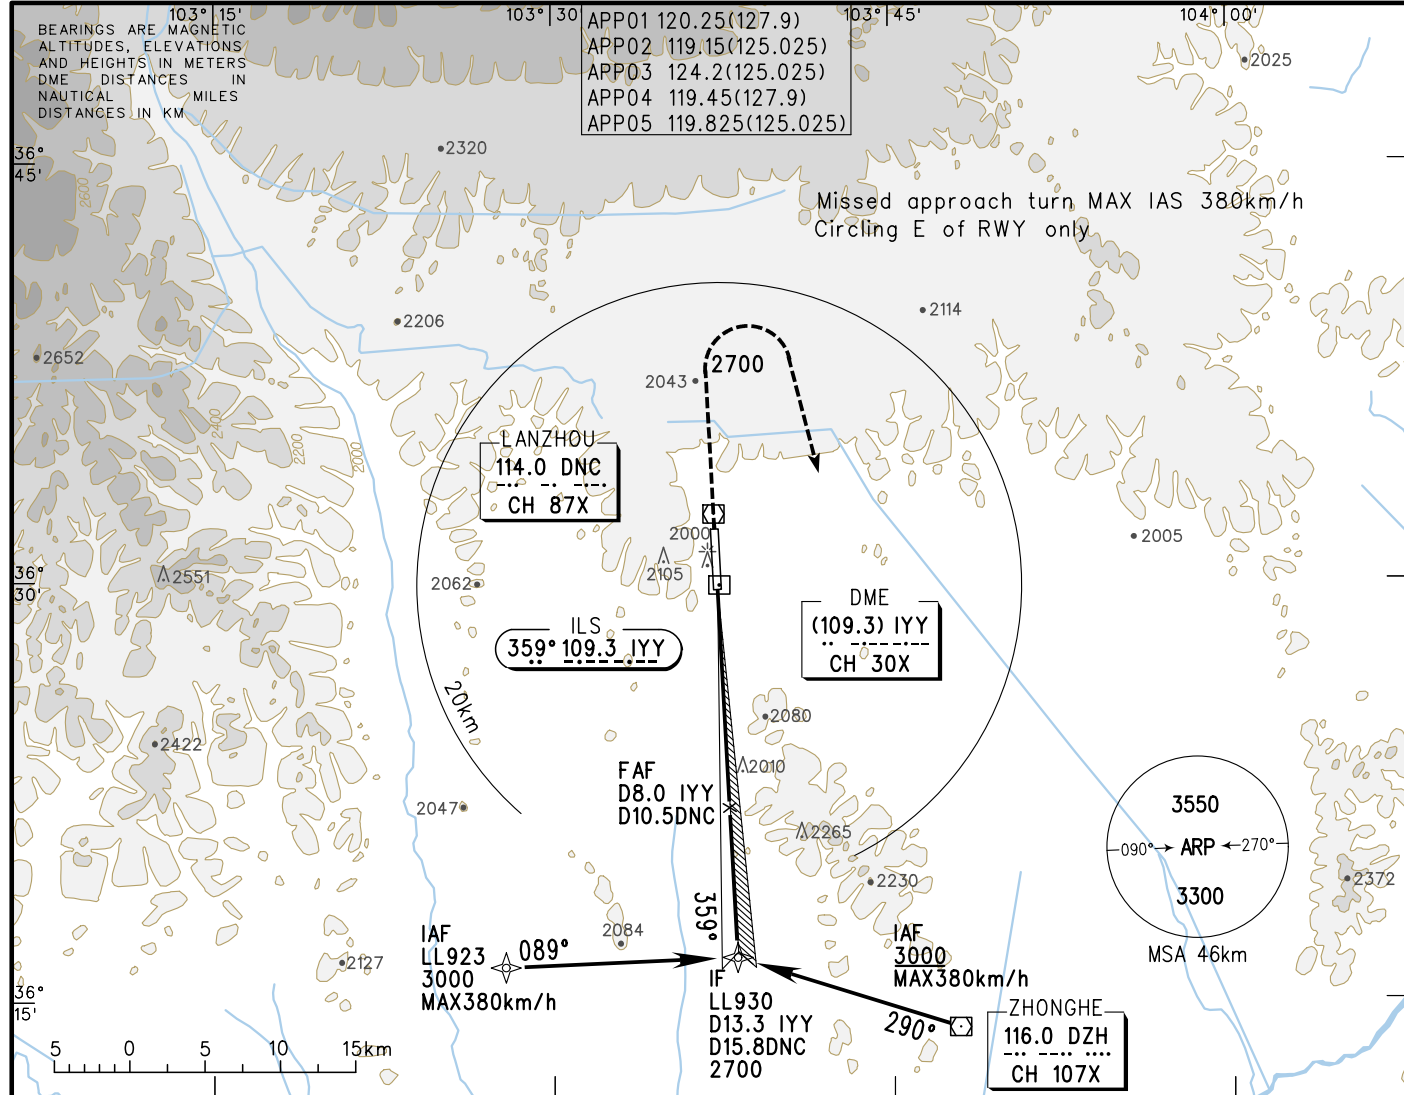 103° 15'
103° 30'
103° 45'
104° 00'
BEARINGS ARE MAGNETIC
ALTITUDES, ELEVATIONS
AND HEIGHTS IN METERS
DME DISTANCES IN
NAUTICAL MILES
DISTANCES IN KM
APP01 120.25(127.9)
APP02 119.15(125.025)
APP03 124.2(125.025)
APP04 119.45(127.9)
APP05 119.825(125.025)
2025
2320
36°
45'
2600
Missed approach turn MAX IAS 380km/h
Circling E of RWY only
2206
2114
2652
2700
2043
2400
2200
2000
LANZHOU
114.0 DNC
CH 87X
2000
2105
2005
36°
30'
2551
2062
ILS
359° 109.3 IYY
DME
(109.3) IYY
CH 30X
20km
2080
2422
2010
FAF
D8.0 IYY
D10.5DNC
2047
2265
3550
090° ARP 270°
3300
MSA 46km
2230
2372
359°
2084
IAF
LL923
3000
MAX380km/h
089°
2127
IAF
3000
MAX380km/h
IF
LL930
D13.3 IYY
D15.8DNC
2700
290°
ZHONGHE
116.0 DZH
CH 107X
36°
15'
5 0 5 10 15km